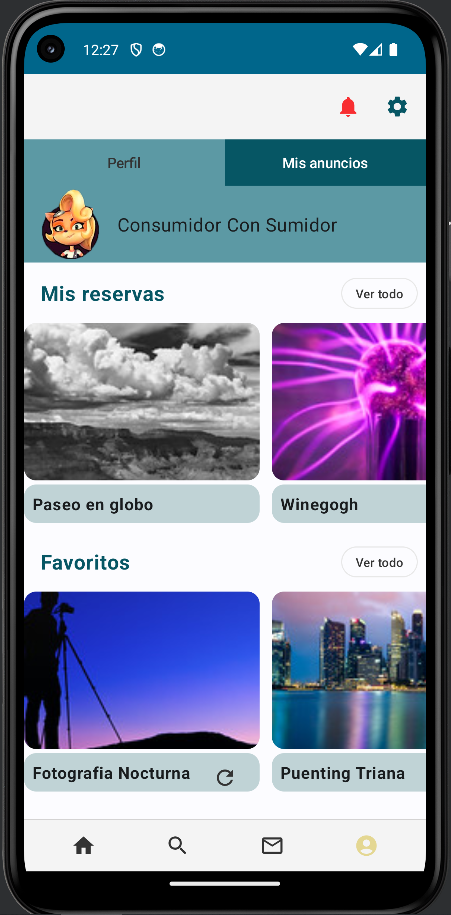 12:27
Perfil
Mis anuncios
Consumidor Con Sumidor
Mis reservas
Ver todo
Paseo en globo
Winegogh
Favoritos
Ver todo
Fotografia Nocturna
Puenting Triana